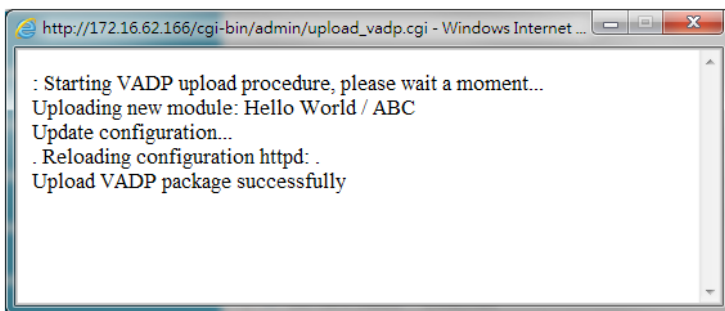 http://172.16.62.166/cgi-bin/admin/upload_vadp.cgi - Windows Internet ...
: Starting VADP upload procedure, please wait a moment...
Uploading new module: Hello World / ABC
Update configuration...
. Reloading configuration httpd: .
Upload VADP package successfully